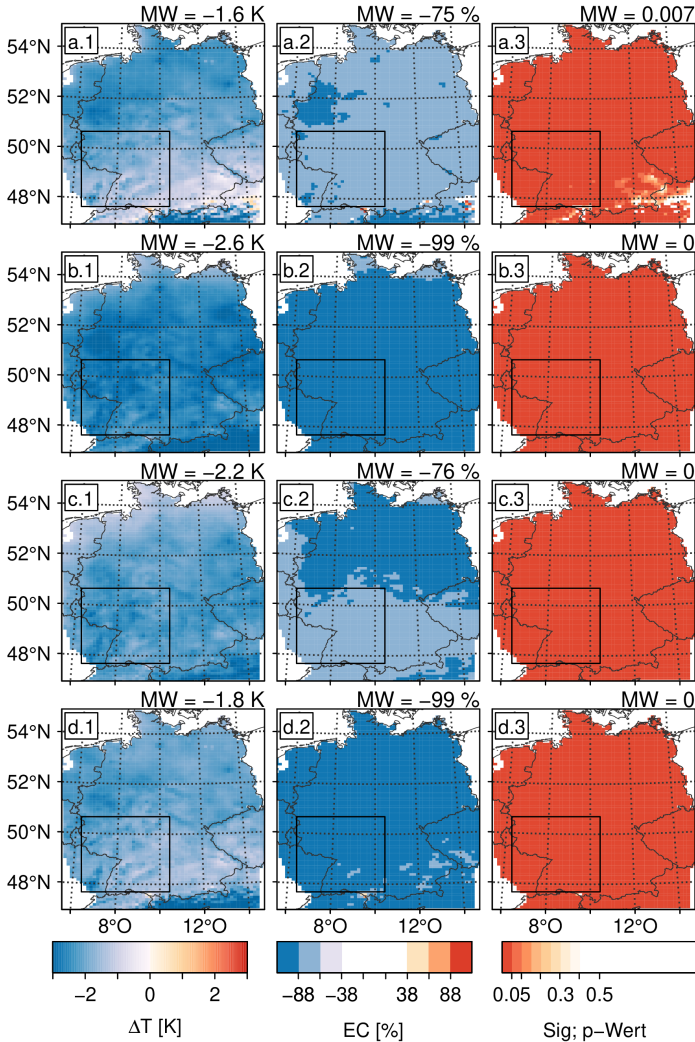 MW = −1.6 K
MW = −75 %
MW = 0.007
a.1
a.2
a.3
54°N
52°N
50°N
48°N
MW = −2.6 K
MW = −99 %
MW = 0
b.1
b.2
b.3
54°N
52°N
50°N
48°N
MW = −2.2 K
MW = −76 %
MW = 0
c.1
c.2
c.3
54°N
52°N
50°N
48°N
MW = −1.8 K
MW = −99 %
MW = 0
d.1
d.2
d.3
54°N
52°N
50°N
48°N
8°O 12°O
8°O 12°O
8°O 12°O
−2 0 2
−88 −38 38 88
0.05 0.3 0.5
ΔT [K]
EC [%]
Sig; p−Wert